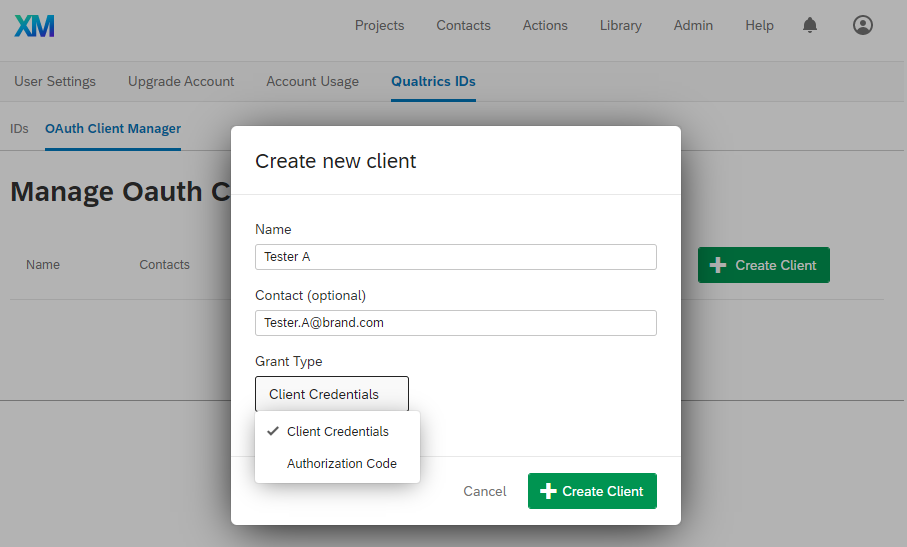 XM
Projects Contacts Actions Library Admin Help
User Settings Upgrade Account Account Usage Qualtrics IDs
IDs OAuth Client Manager
Create new client
Manage Oauth C
Name
Tester A
Name Contacts
Create Client
Contact (optional)
Tester.A@brand.com
Grant Type
Client Credentials
Client Credentials
Authorization Code
Cancel Create Client